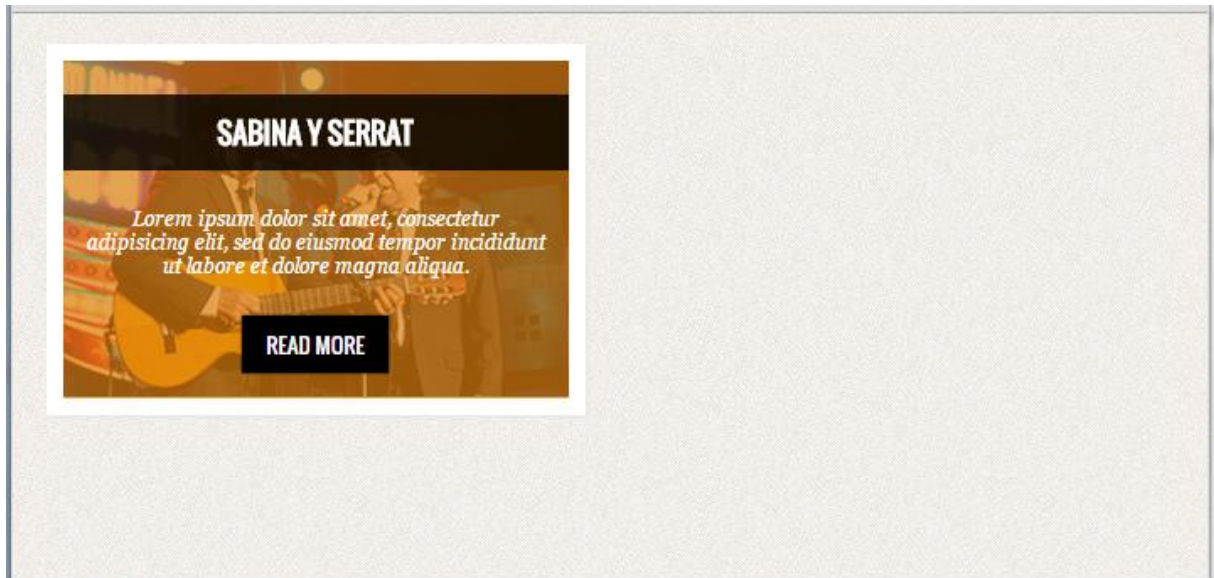 SABINA Y SERRAT
Lorem ipsum dolor sit amet, consectetur
adipisicing elit, sed do eiusmod tempor incididunt
ut labore et dolore magna aliqua.
READ MORE